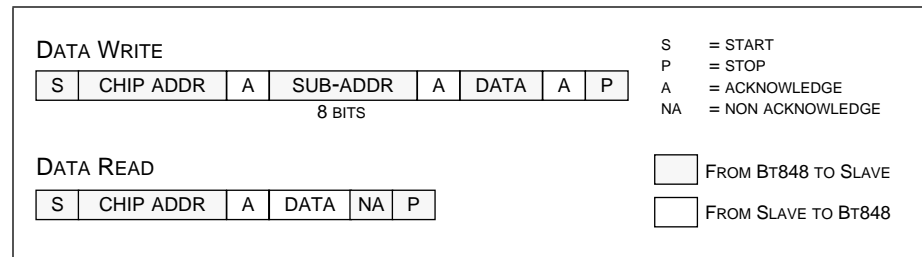 DATA WRITE
S CHIP ADDR A SUB-ADDR A DATA A P
8 BITS
DATA READ
S CHIP ADDR A DATA NA P
S = START
P = STOP
A = ACKNOWLEDGE
NA = NON ACKNOWLEDGE
FROM BT848 TO SLAVE
FROM SLAVE TO BT848